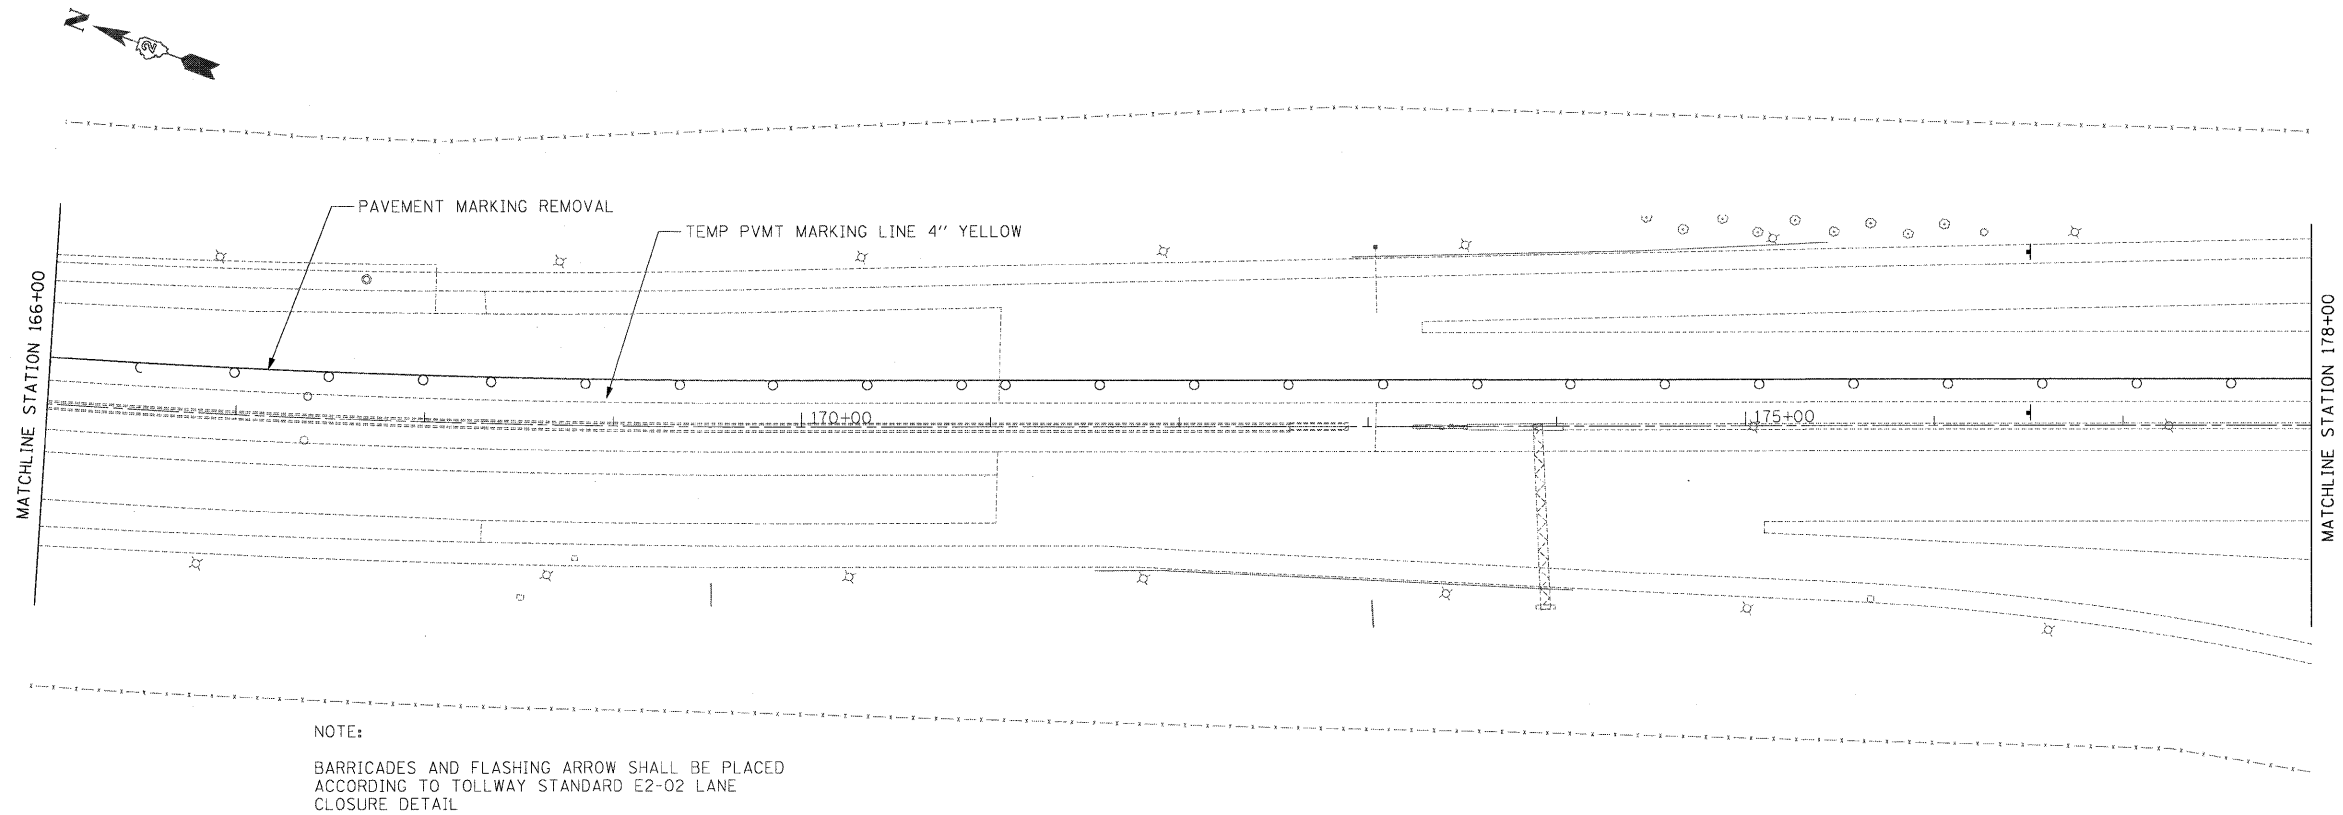 N
2
PAVEMENT MARKING REMOVAL
TEMP PVMT MARKING LINE 4" YELLOW
MATCHLINE STATION 166+00
170+00
175+00
MATCHLINE STATION 178+00
NOTE:
BARRICADES AND FLASHING ARROW SHALL BE PLACED
ACCORDING TO TOLLWAY STANDARD E2-02 LANE
CLOSURE DETAIL